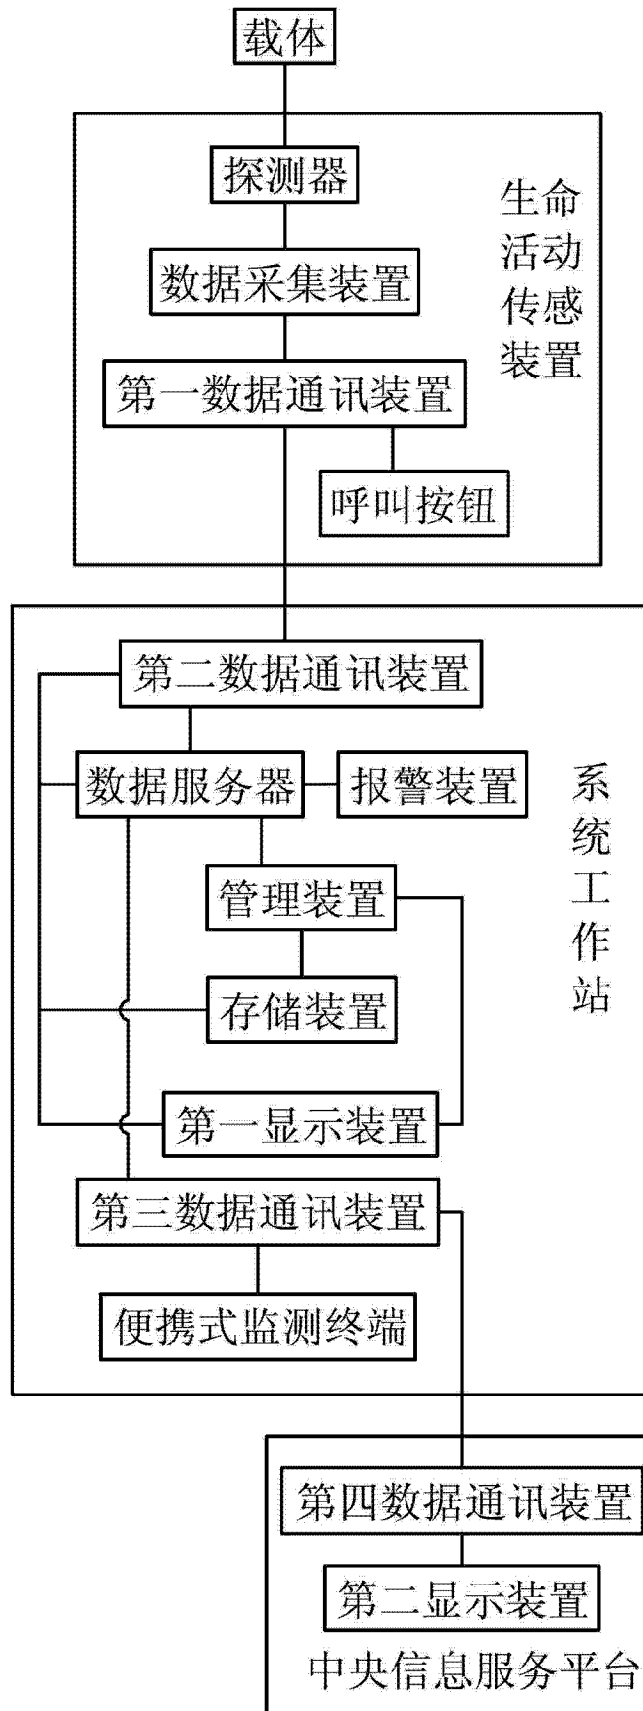 载体
探测器
数据采集装置
第一数据通讯装置
呼叫按钮
生命
活动
传感
装置
第二数据通讯装置
数据服务器
报警装置
管理装置
存储装置
第一显示装置
第三数据通讯装置
便携式监测终端
系
统
工
作
站
第四数据通讯装置
第二显示装置
中央信息服务平台